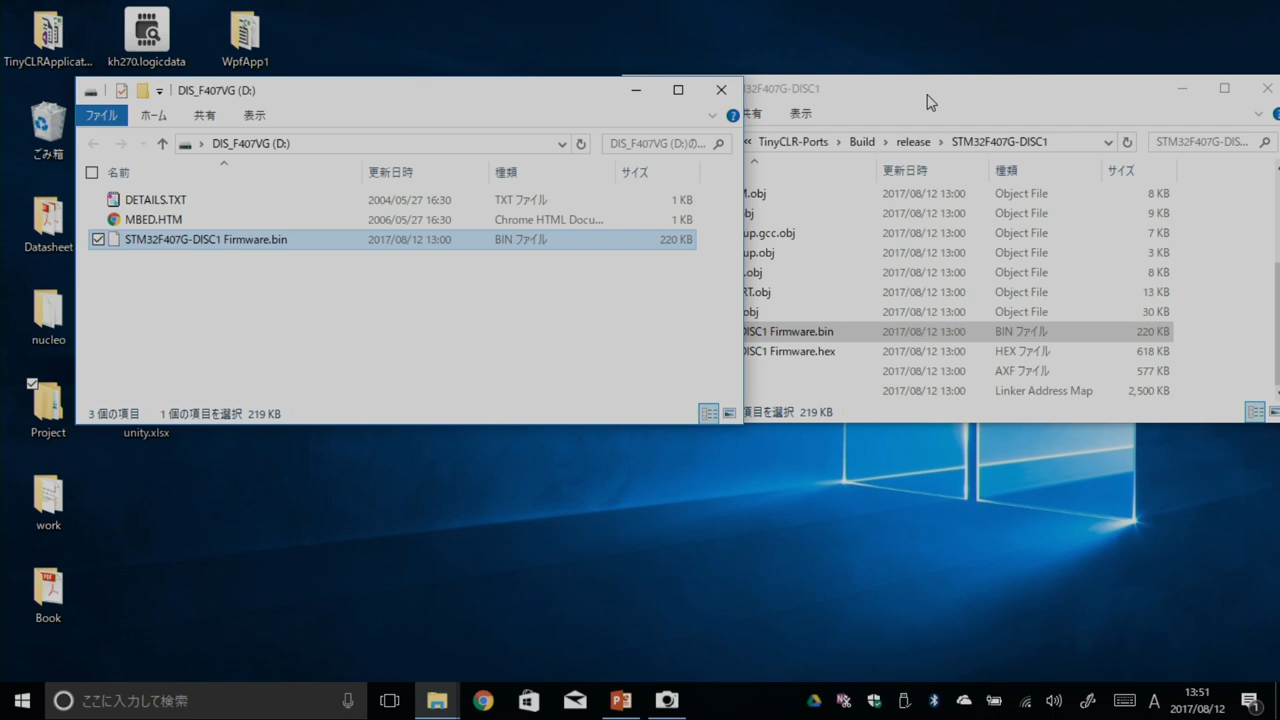 TinyCLRApplicat...
kh270.logicdata
WpfApp1
ごみ箱
Datasheet
nucleo
Project
unity.xlsx
work
Book
DIS_F407VG (D:)
ファイル
ホーム
共有
表示
DIS_F407VG (D:)
DIS_F407VG (D:)の...
名前
更新日時
種類
サイズ
DETAILS.TXT 2004/05/27 16:30 TXT ファイル 1 KB
MBED.HTM 2006/05/27 16:30 Chrome HTML Docu... 1 KB
STM32F407G-DISC1 Firmware.bin 2017/08/12 13:00 BIN ファイル 220 KB
3 個の項目 1 個の項目を選択 219 KB
32F407G-DISC1
共有
表示
« TinyCLR-Ports › Build › release › STM32F407G-DISC1
STM32F407G-DIS...
更新日時
種類
サイズ
.obj 2017/08/12 13:00 Object File 8 KB
obj 2017/08/12 13:00 Object File 9 KB
up.gcc.obj 2017/08/12 13:00 Object File 7 KB
up.obj 2017/08/12 13:00 Object File 3 KB
.obj 2017/08/12 13:00 Object File 8 KB
RT.obj 2017/08/12 13:00 Object File 13 KB
obj 2017/08/12 13:00 Object File 30 KB
DISC1 Firmware.bin 2017/08/12 13:00 BIN ファイル 220 KB
DISC1 Firmware.hex 2017/08/12 13:00 HEX ファイル 618 KB
2017/08/12 13:00 AXF ファイル 577 KB
2017/08/12 13:00 Linker Address Map 2,500 KB
項目を選択 219 KB
ここに入力して検索
A
13:51
2017/08/12
1